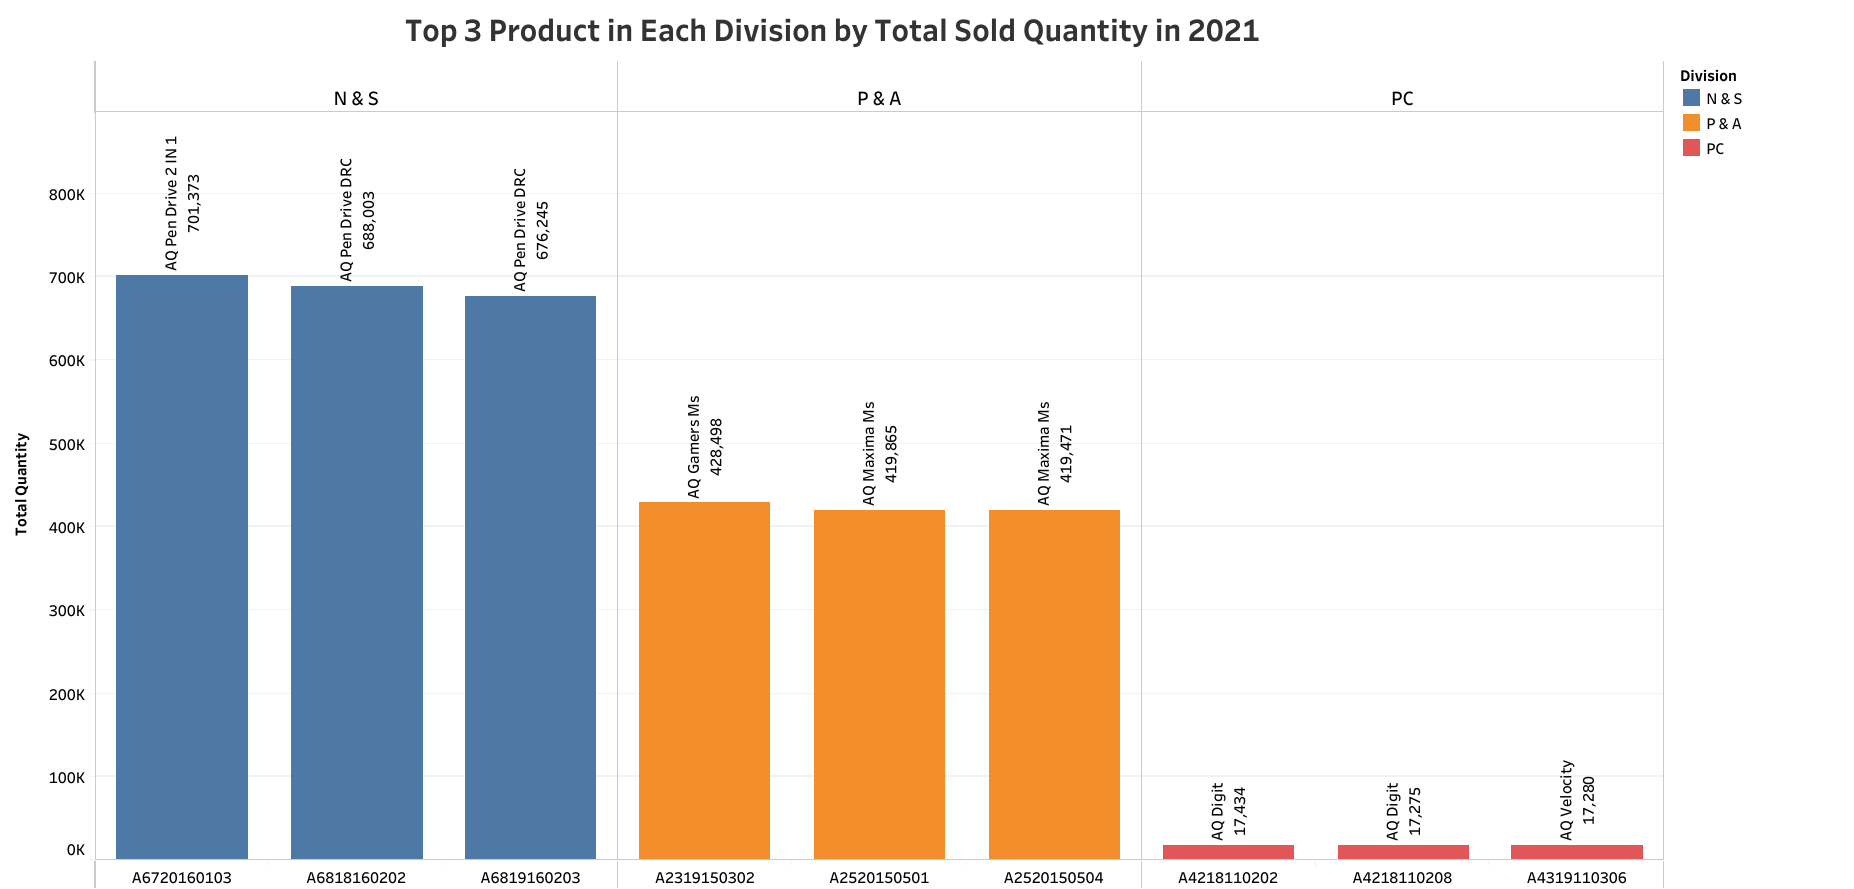 Top 3 Product in Each Division by Total Sold Quantity in 2021
N & S
P & A
PC
Division
N & S
P & A
PC
Total Quantity
800K
700K
600K
500K
400K
300K
200K
100K
0K
AQ Pen Drive 2 IN 1
701,373
AQ Pen Drive DRC
688,003
AQ Pen Drive DRC
676,245
AQ Gamers Ms
428,498
AQ Maxima Ms
419,865
AQ Maxima Ms
419,471
AQ Digit
17,434
AQ Digit
17,275
AQ Velocity
17,280
A6720160103
A6818160202
A6819160203
A2319150302
A2520150501
A2520150504
A4218110202
A4218110208
A4319110306